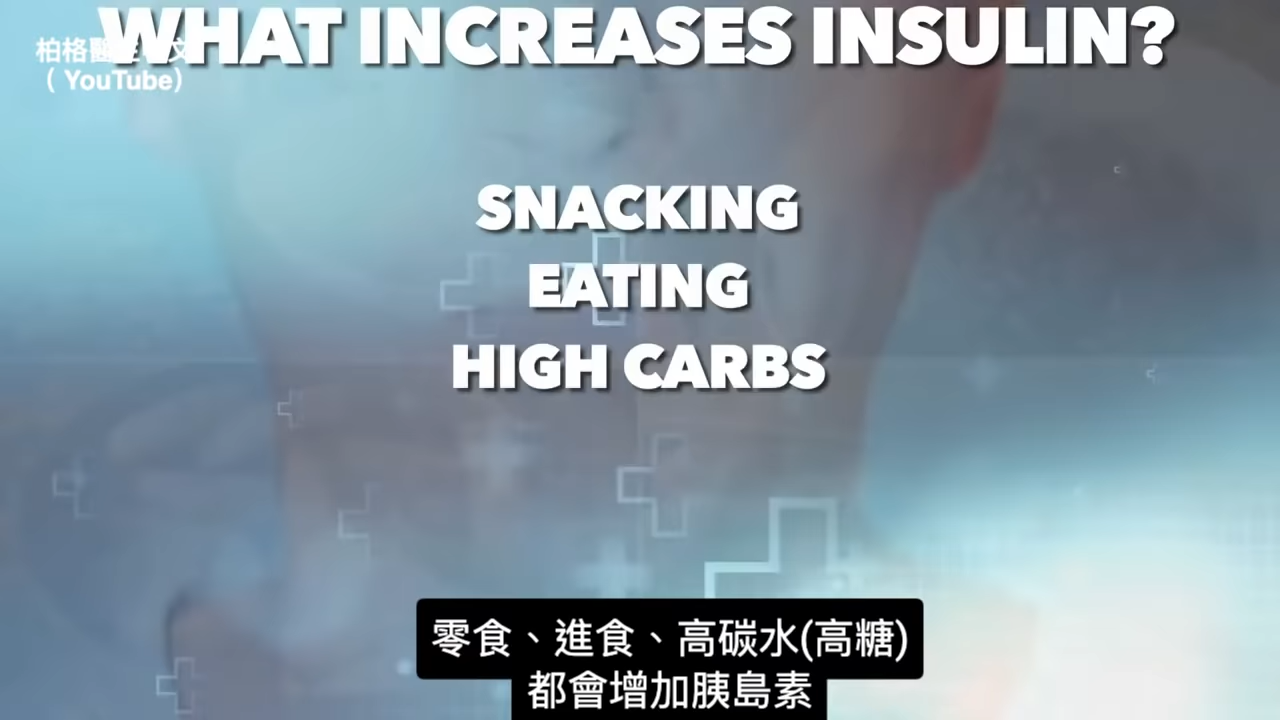 WHAT INCREASES INSULIN?
柏格醫
( YouTube)
SNACKING
EATING
HIGH CARBS
零食、進食、高碳水(高糖)
都會增加胰島素